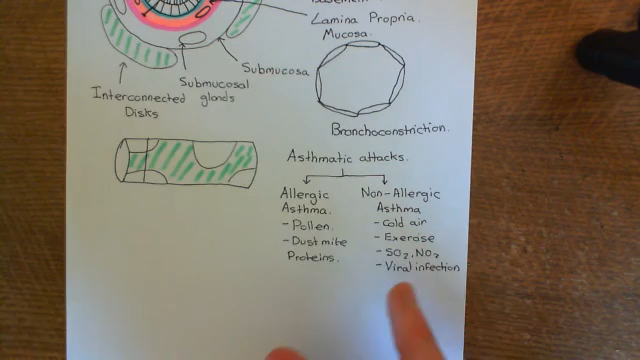 Lamina Propria.
Mucosa.
Submucosa
Submucosal
glands
Interconnected
Disks
Bronchoconstriction.
Asthmatic attacks.
Allergic
Asthma.
- Pollen.
- Dust mite
Proteins.
Non-Allergic
Asthma
- Cold air
- Exercise
- SO₂, NO₂
- Viral infection